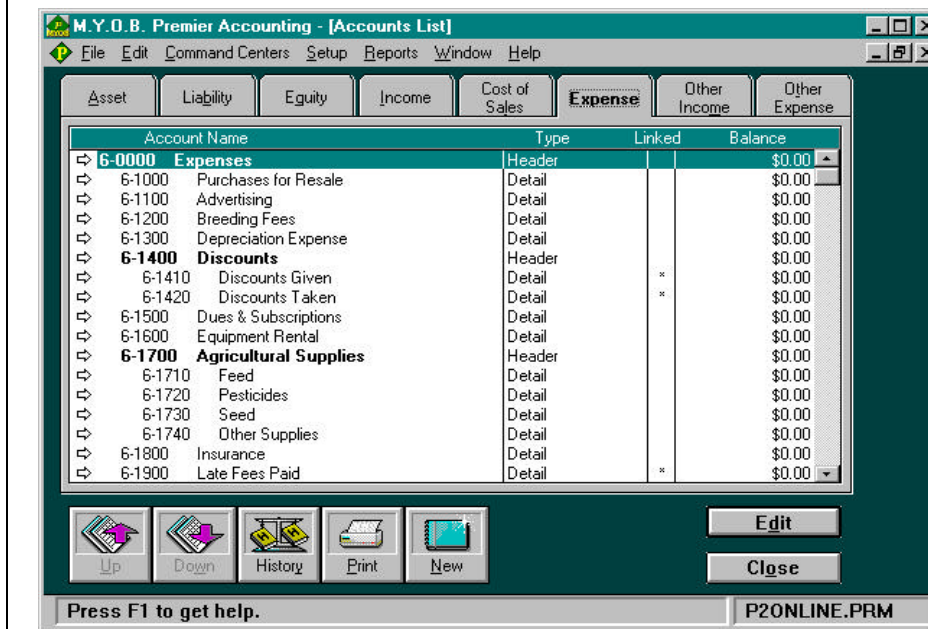 M.Y.O.B. Premier Accounting - [Accounts List]
File Edit Command Centers Setup Reports Window Help
Asset Liability Equity Income Cost of Sales Expense Other Income Other Expense
Account Name Type Linked Balance
6-0000 Expenses Header $0.00
6-1000 Purchases for Resale Detail $0.00
6-1100 Advertising Detail $0.00
6-1200 Breeding Fees Detail $0.00
6-1300 Depreciation Expense Detail $0.00
6-1400 Discounts Header $0.00
6-1410 Discounts Given Detail * $0.00
6-1420 Discounts Taken Detail * $0.00
6-1500 Dues & Subscriptions Detail $0.00
6-1600 Equipment Rental Detail $0.00
6-1700 Agricultural Supplies Header $0.00
6-1710 Feed Detail $0.00
6-1720 Pesticides Detail $0.00
6-1730 Seed Detail $0.00
6-1740 Other Supplies Detail $0.00
6-1800 Insurance Detail $0.00
6-1900 Late Fees Paid Detail * $0.00
Up Down History Print New
Edit
Close
Press F1 to get help. P2ONLINE.PRM